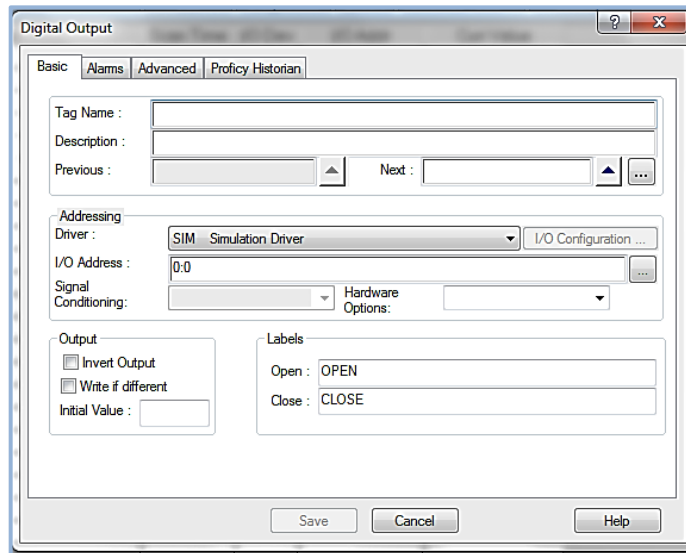 Digital Output
Basic Alarms Advanced Proficy Historian
Tag Name :
Description :
Previous : Next : ...
Addressing
Driver : SIM Simulation Driver I/O Configuration ...
I/O Address : 0:0 ...
Signal Conditioning: Hardware Options:
Output
Invert Output
Write if different
Initial Value :
Labels
Open : OPEN
Close : CLOSE
Save Cancel Help